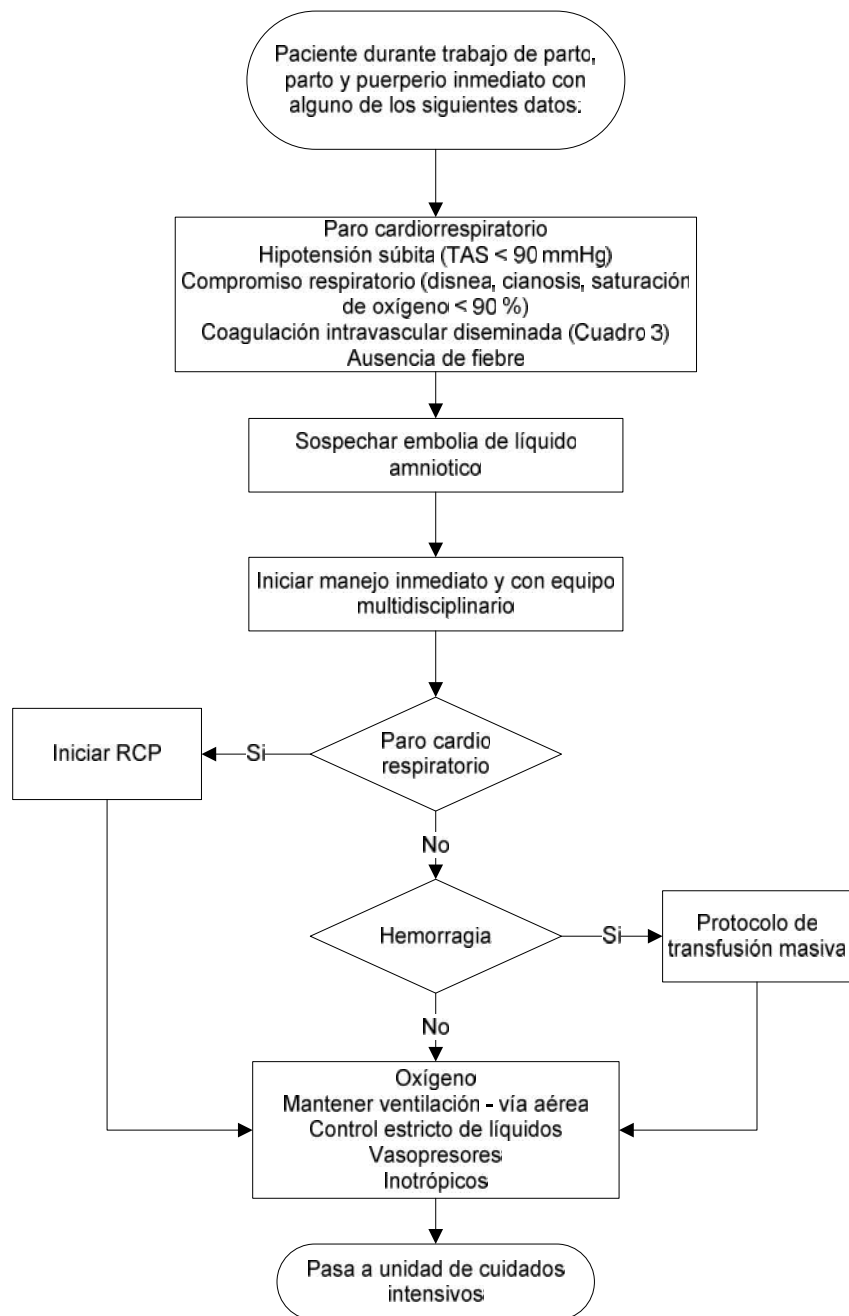 Paciente durante trabajo de parto,
parto y puerperio inmediato con
alguno de los siguientes datos:
Paro cardiorrespiratorio
Hipotensión súbita (TAS < 90 mmHg)
Compromiso respiratorio (disnea, cianosis, saturación
de oxígeno < 90 %)
Coagulación intravascular diseminada (Cuadro 3)
Ausencia de fiebre
Sospechar embolia de líquido
amniotico
Iniciar manejo inmediato y con equipo
multidisciplinario
Paro cardio
respiratorio
Si
Iniciar RCP
No
Hemorragia
Si
Protocolo de
transfusión masiva
No
Oxígeno
Mantener ventilación - vía aérea
Control estricto de líquidos
Vasopresores
Inotrópicos
Pasa a unidad de cuidados
intensivos